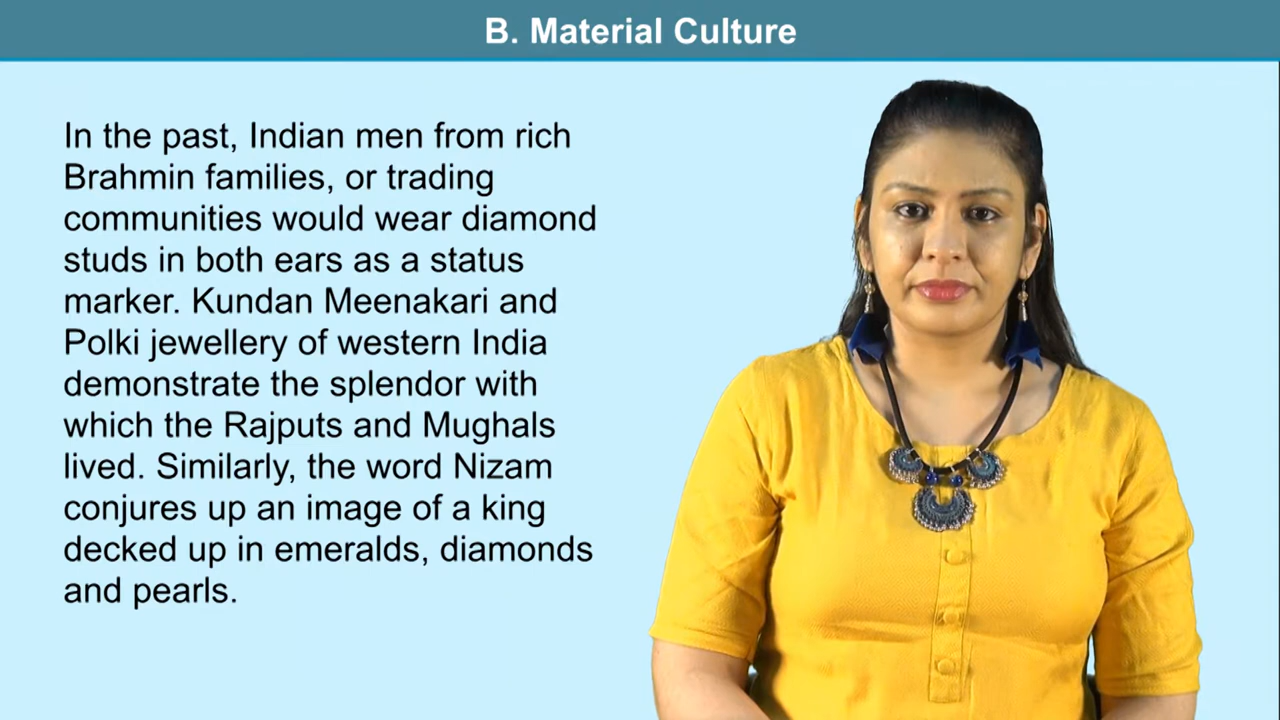 B. Material Culture
In the past, Indian men from rich
Brahmin families, or trading
communities would wear diamond
studs in both ears as a status
marker. Kundan Meenakari and
Polki jewellery of western India
demonstrate the splendor with
which the Rajputs and Mughals
lived. Similarly, the word Nizam
conjures up an image of a king
decked up in emeralds, diamonds
and pearls.